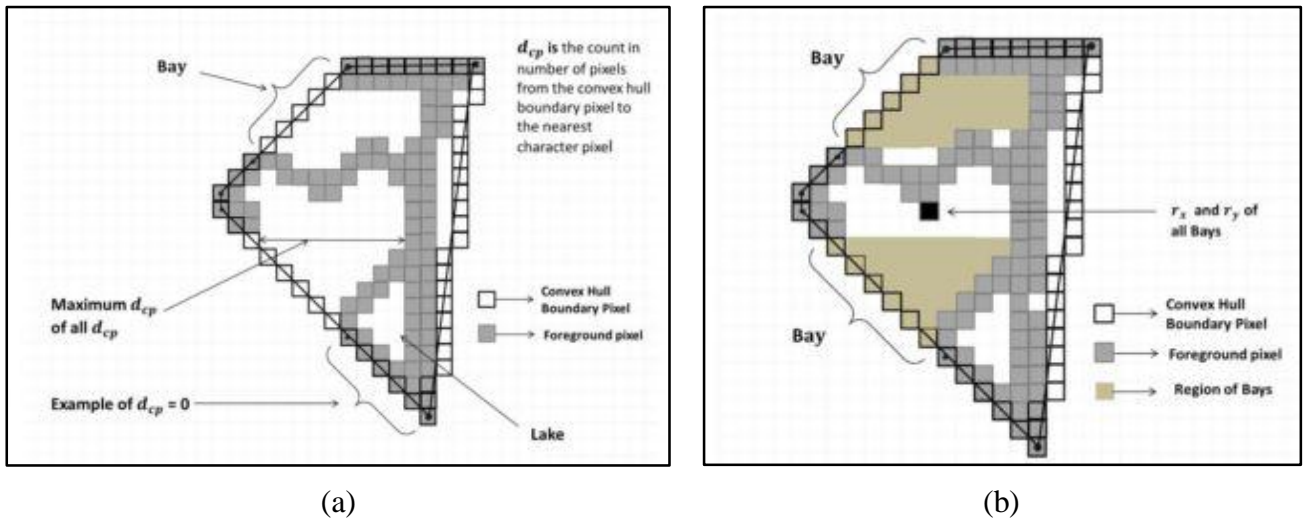 Bay
d_cp is the count in
number of pixels
from the convex hull
boundary pixel to
the nearest
character pixel
Maximum d_cp
of all d_cp
Convex Hull
Boundary Pixel
Foreground pixel
Example of d_cp = 0
Lake
(a)
Bay
r_x and r_y of
all Bays
Bay
Convex Hull
Boundary Pixel
Foreground pixel
Region of Bays
(b)